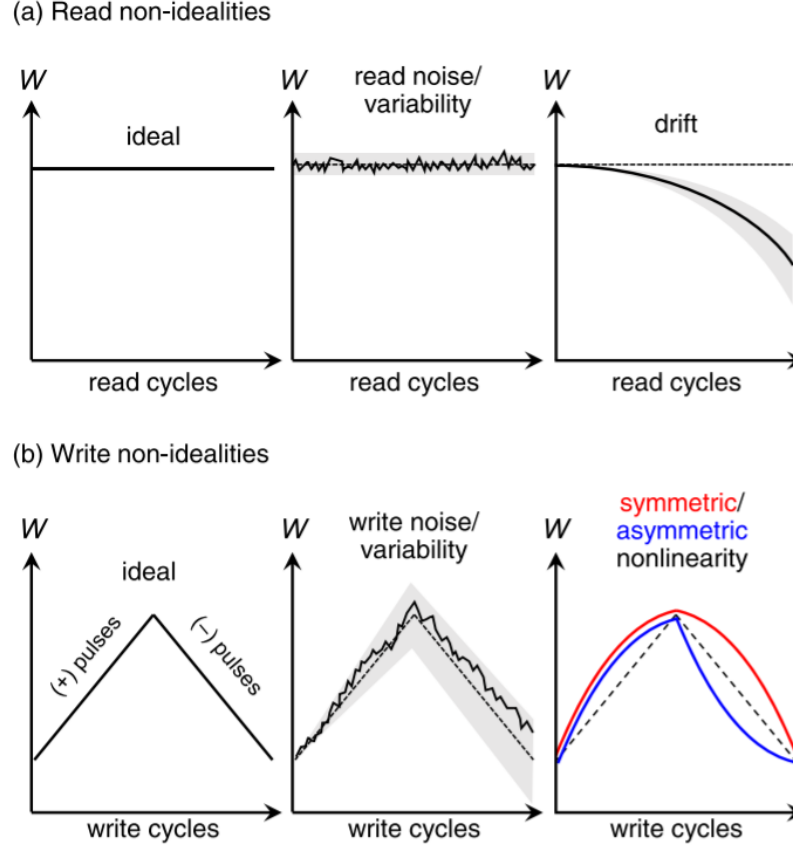 (a) Read non-idealities
W
ideal
read cycles
W
read noise/
variability
read cycles
W
drift
read cycles
(b) Write non-idealities
W
ideal
(+) pulses
(−) pulses
write cycles
W
write noise/
variability
write cycles
W
symmetric/
asymmetric
nonlinearity
write cycles